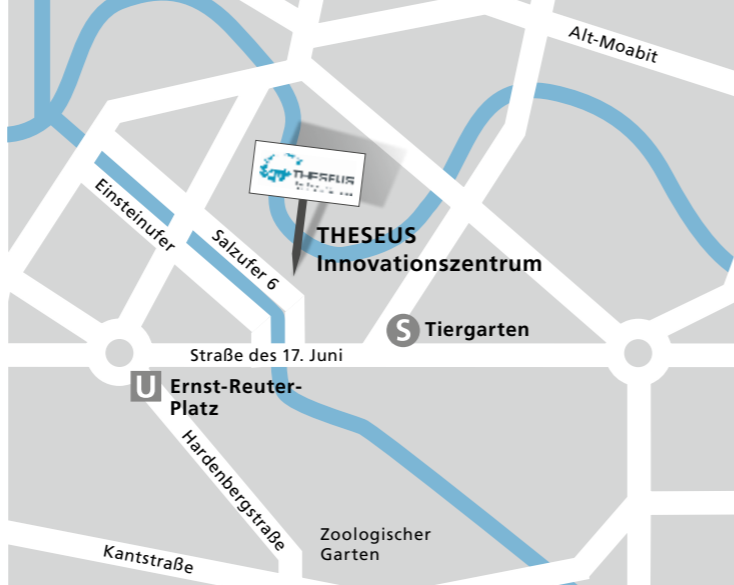 Alt-Moabit
THESEUS
THESEUS
Innovationszentrum
Einsteinufer
Salzufer 6
S Tiergarten
Straße des 17. Juni
U Ernst-Reuter-
Platz
Hardenbergstraße
Zoologischer
Garten
Kantstraße